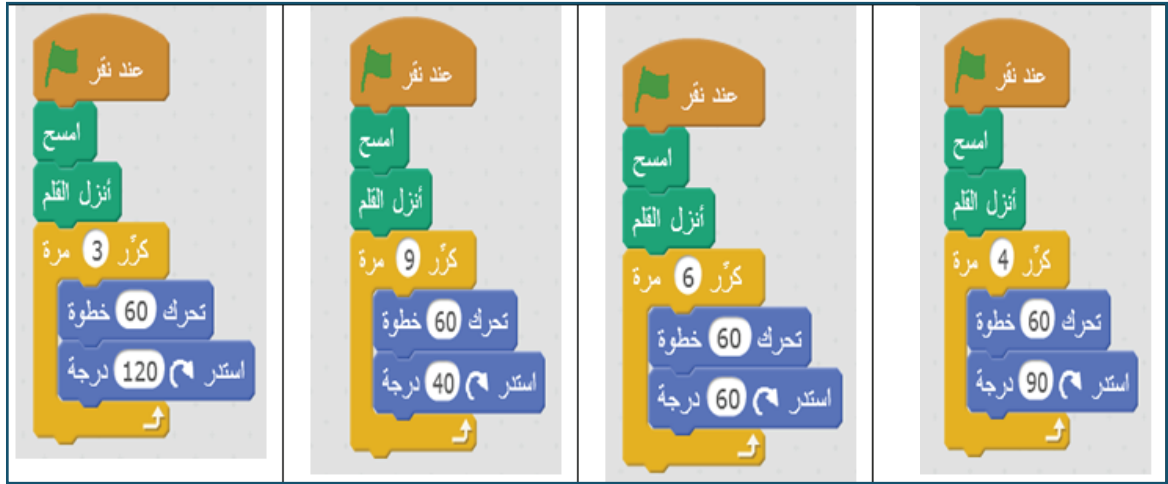 عند نقر
امسح
أنزل القلم
كرِّر 4 مرة
تحرك 60 خطوة
استدر 90 درجة
عند نقر
امسح
أنزل القلم
كرِّر 6 مرة
تحرك 60 خطوة
استدر 60 درجة
عند نقر
امسح
أنزل القلم
كرِّر 9 مرة
تحرك 60 خطوة
استدر 40 درجة
عند نقر
امسح
أنزل القلم
كرِّر 3 مرة
تحرك 60 خطوة
استدر 120 درجة